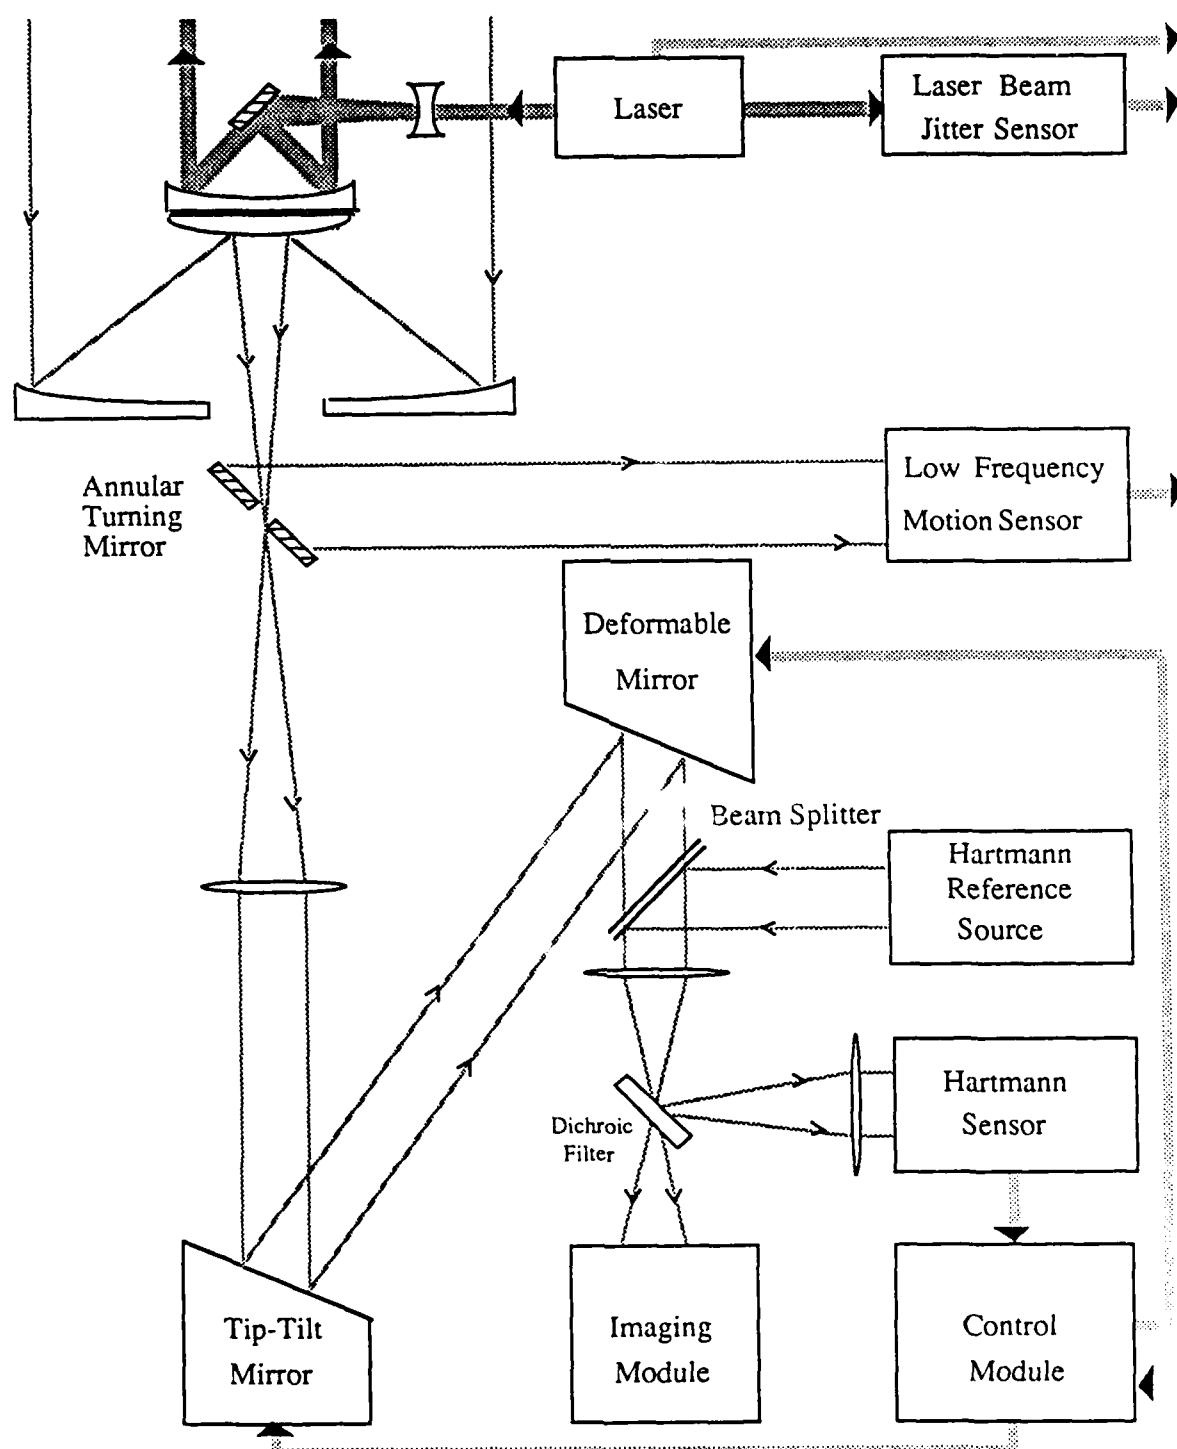 Laser
Laser Beam
Jitter Sensor
Annular
Turning
Mirror
Low Frequency
Motion Sensor
Deformable
Mirror
Beam Splitter
Hartmann
Reference
Source
Hartmann
Sensor
Dichroic
Filter
Tip-Tilt
Mirror
Imaging
Module
Control
Module